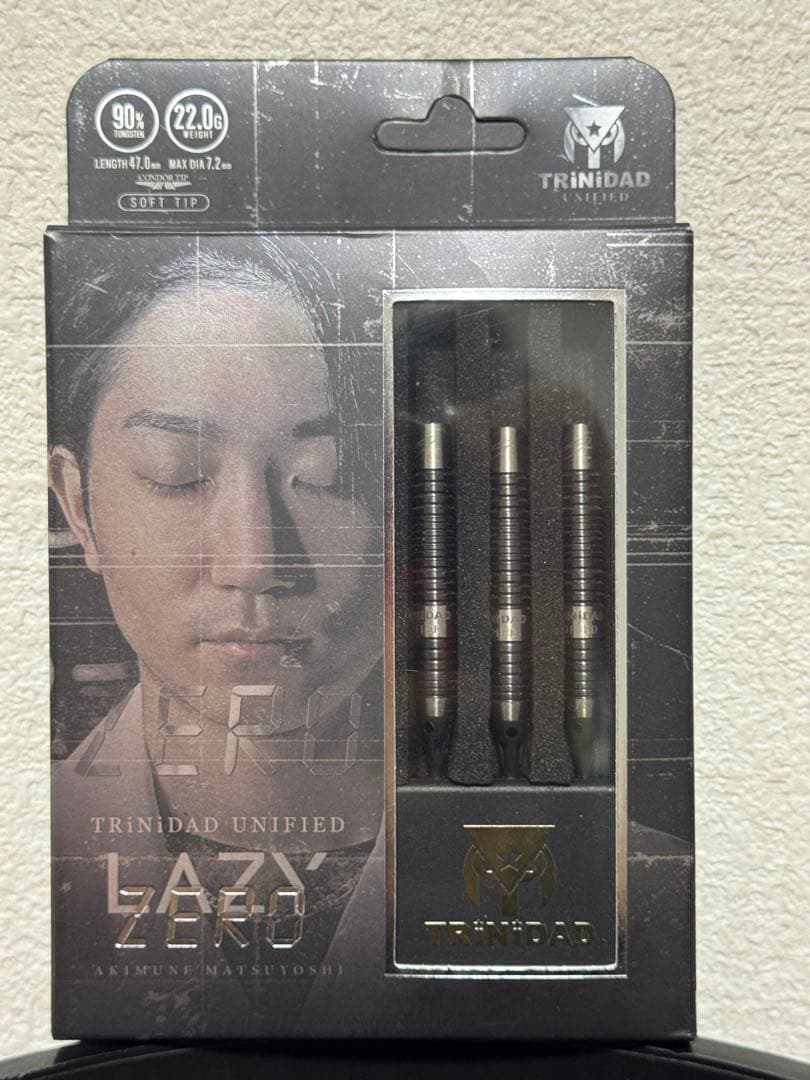 90%
TUNGSTEN
22.0G
WEIGHT
LENGTH 47.0mm MAX DIA 7.2mm
CONDOR TIP
SOFT TIP
TRiNiDAD
UNIFIED
ZERO
TRiNiDAD UNIFIED
LAZY
ZERO
AKIMUNE MATSUYOSHI
TRiNiDAD